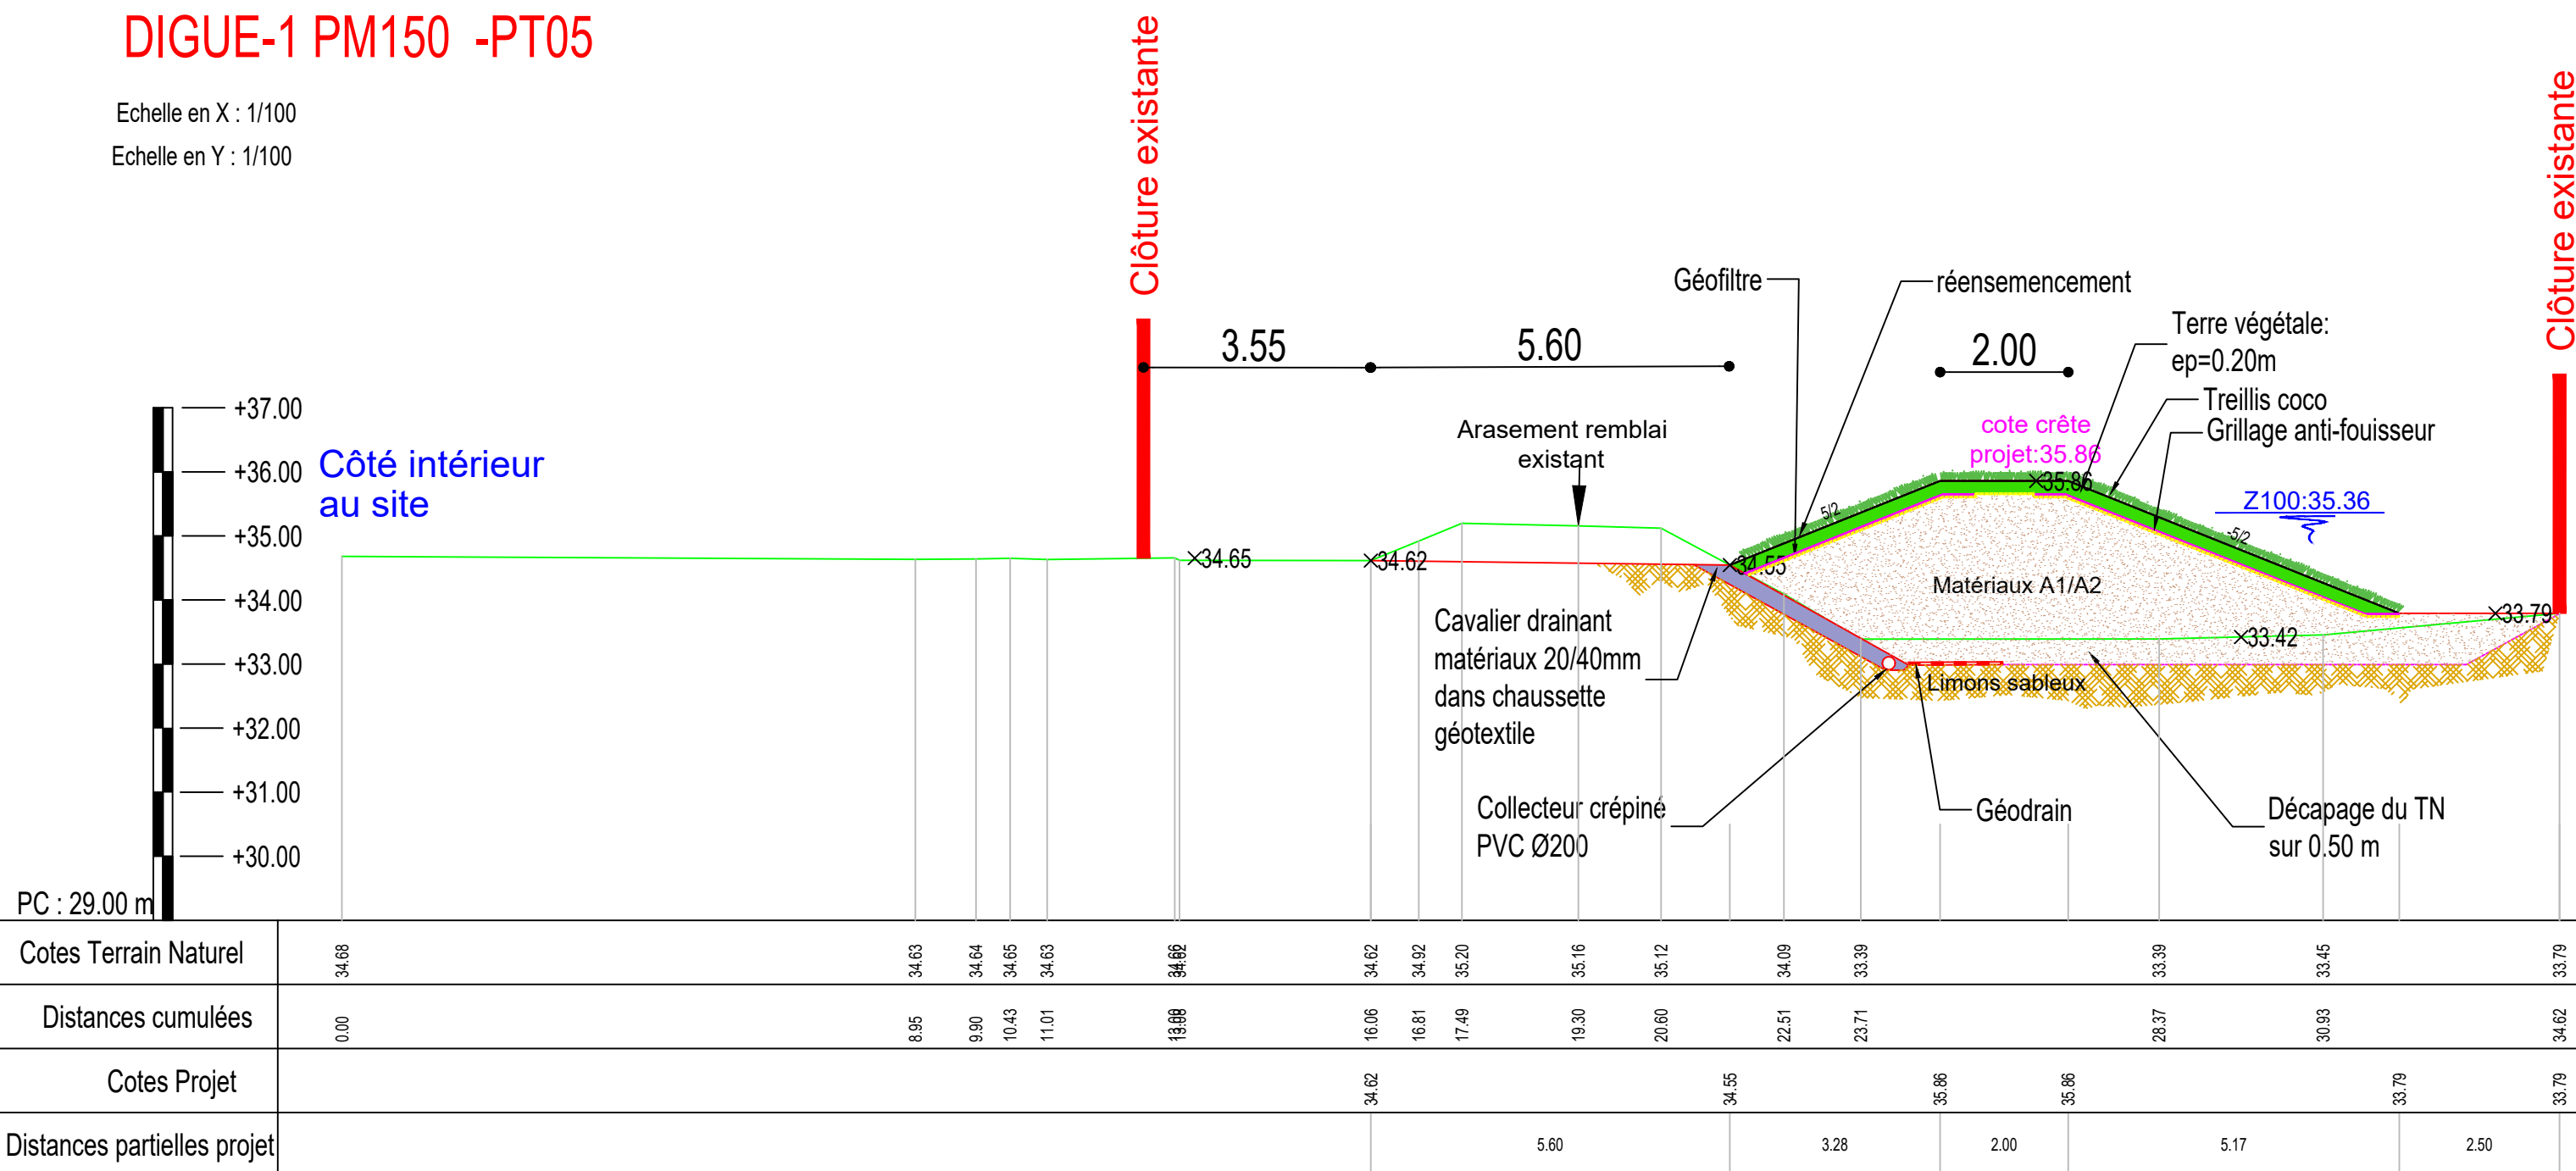 DIGUE-1 PM150 -PT05
Echelle en X : 1/100
Echelle en Y : 1/100
Clôture existante
Clôture existante
Géofiltre
réensemencement
3.55
5.60
2.00
Terre végétale:
ep=0.20m
Treillis coco
Grillage anti-fouisseur
cote crête
projet:35.86
35.86
Z100:35.36
Arasement remblai
existant
+37.00
+36.00
+35.00
+34.00
+33.00
+32.00
+31.00
+30.00
PC : 29.00 m
Côté intérieur
au site
34.65
34.62
34.55
5/2
-5/2
Matériaux A1/A2
33.79
33.42
Limons sableux
Cavalier drainant
matériaux 20/40mm
dans chaussette
géotextile
Collecteur crépiné
PVC Ø200
Géodrain
Décapage du TN
sur 0.50 m
Cotes Terrain Naturel
34.68 34.63 34.64 34.65 34.63 34.62 34.92 35.20 35.16 35.12 34.09 33.39 33.39 33.45 33.79
Distances cumulées
0.00 8.95 9.90 10.43 11.01 16.06 16.81 17.49 19.30 20.60 22.51 23.71 28.37 30.93 34.62
Cotes Projet
34.62 34.55 35.86 35.86 33.79 33.79
Distances partielles projet
5.60 3.28 2.00 5.17 2.50